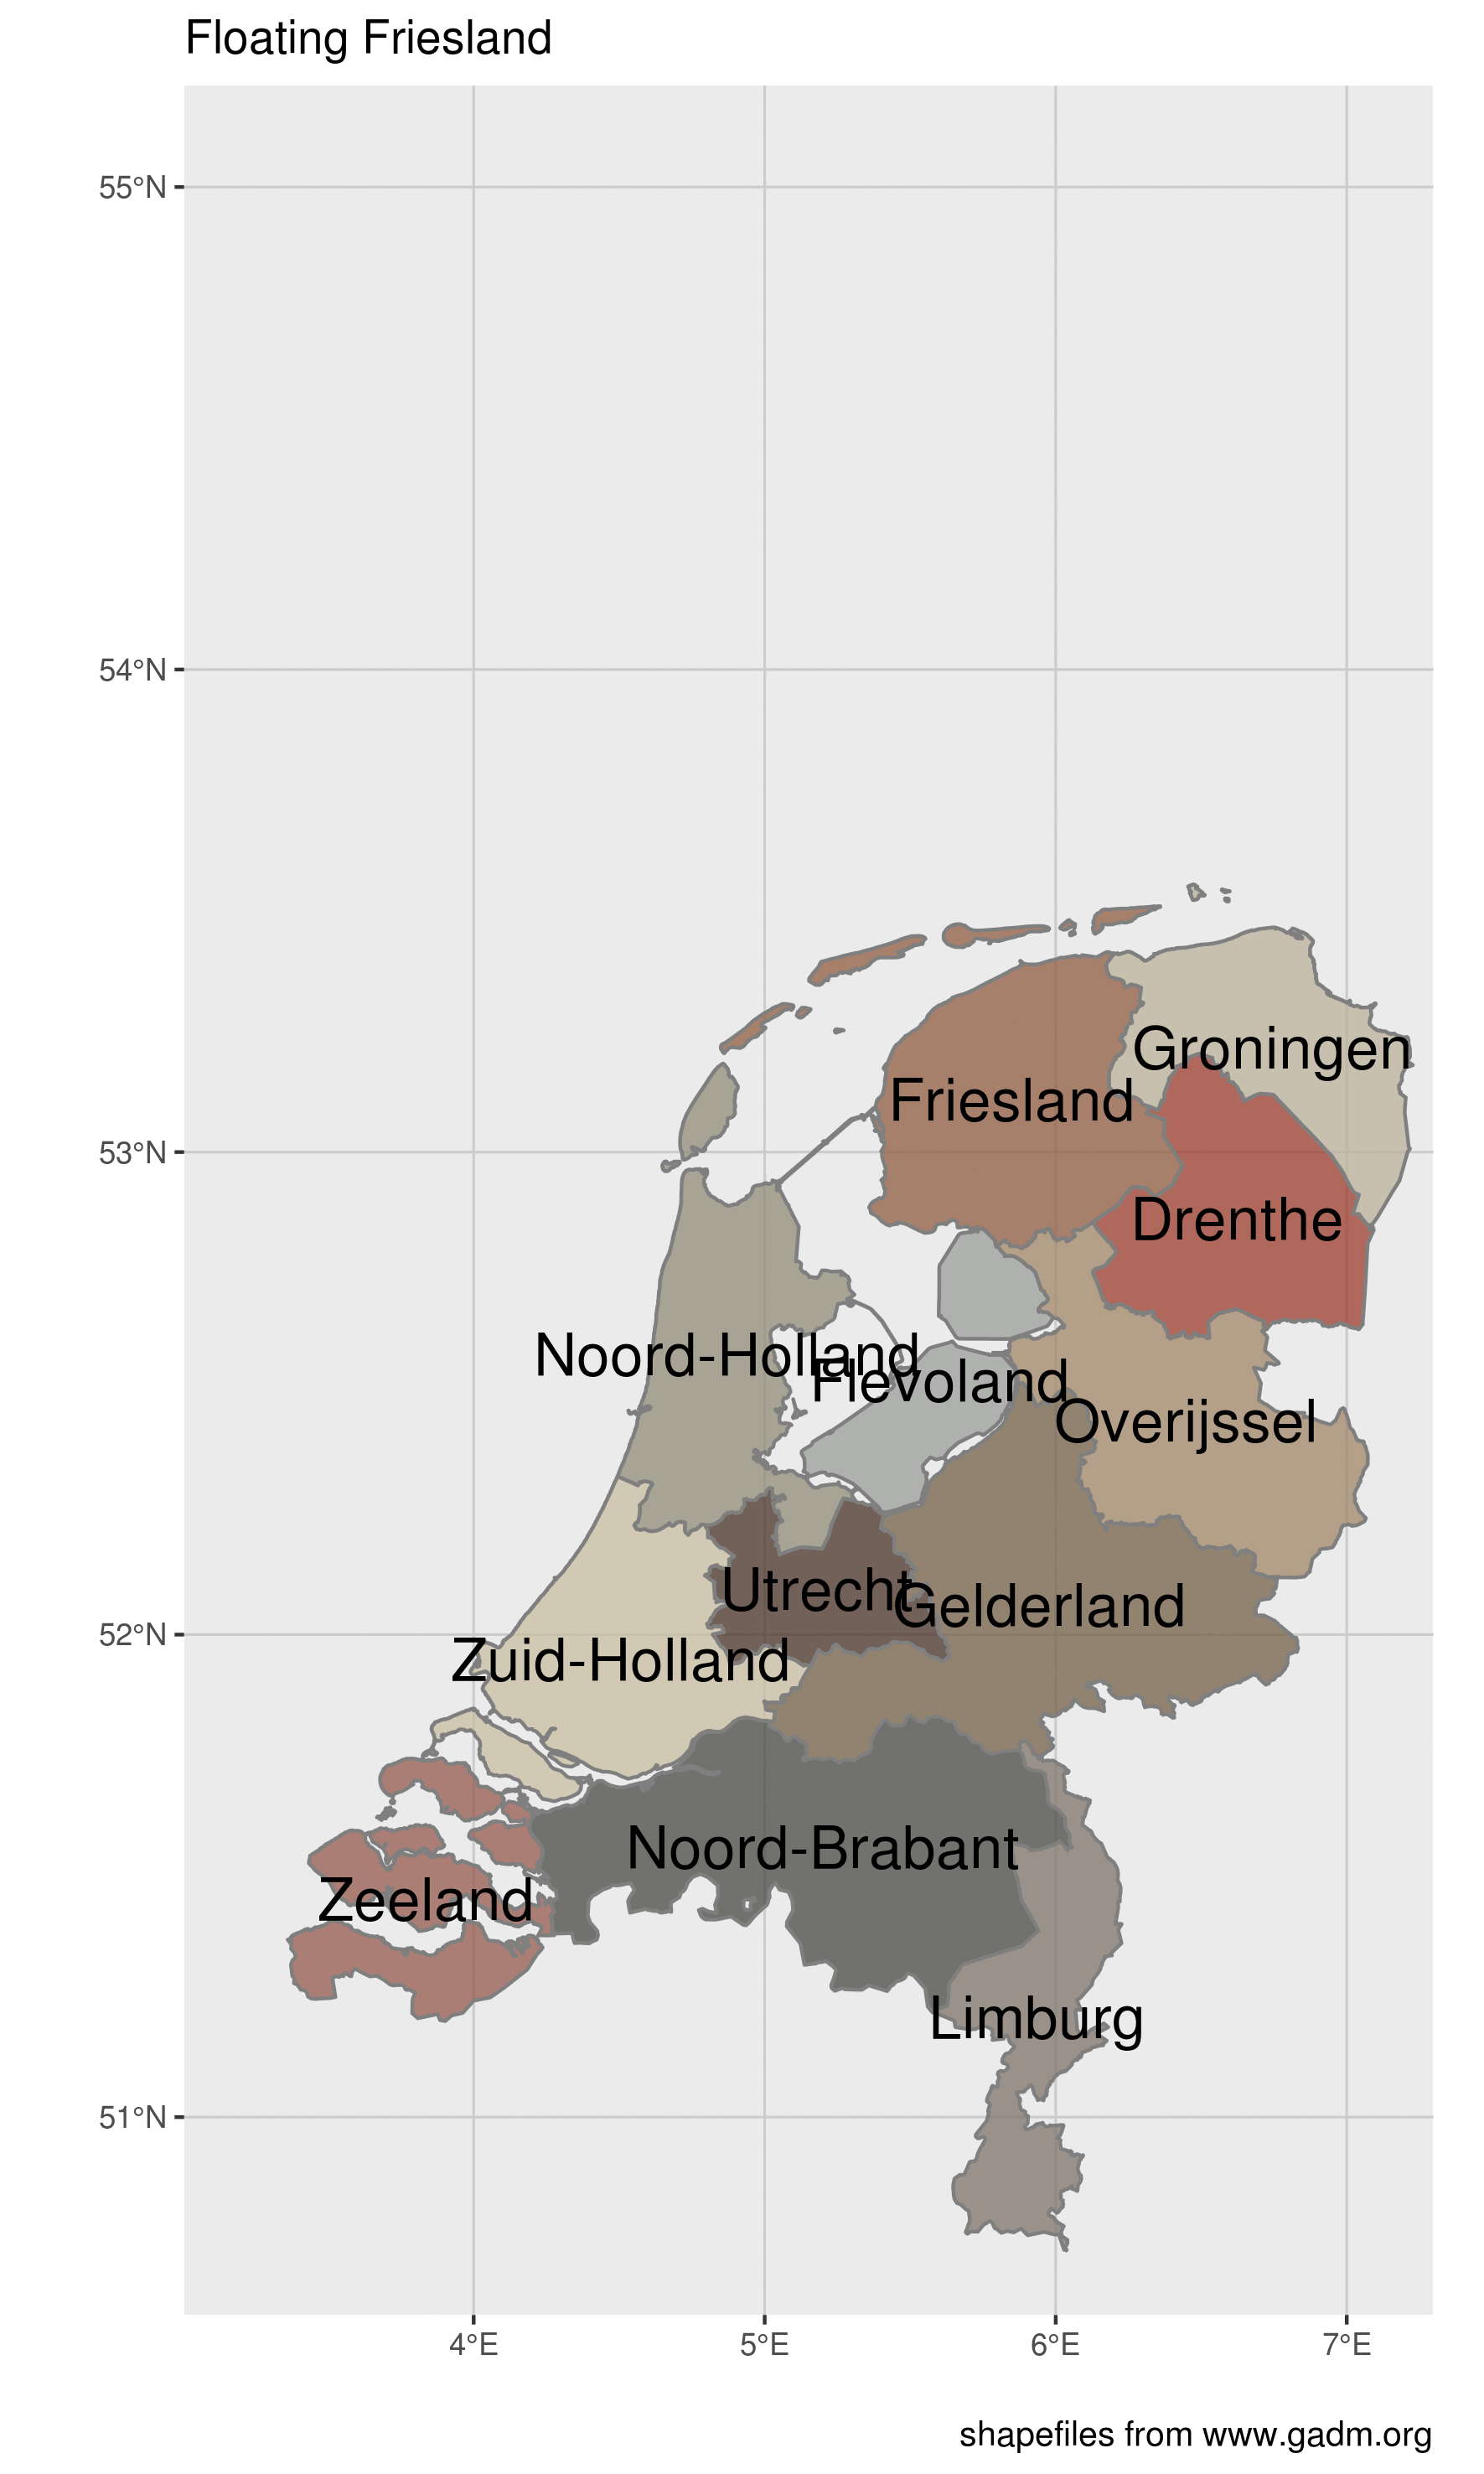 Floating Friesland
55°N
54°N
53°N
52°N
51°N
Groningen
Friesland
Drenthe
Noord-Holland
Flevoland
Overijssel
Utrecht
Gelderland
Zuid-Holland
Noord-Brabant
Zeeland
Limburg
4°E 5°E 6°E 7°E
shapefiles from www.gadm.org